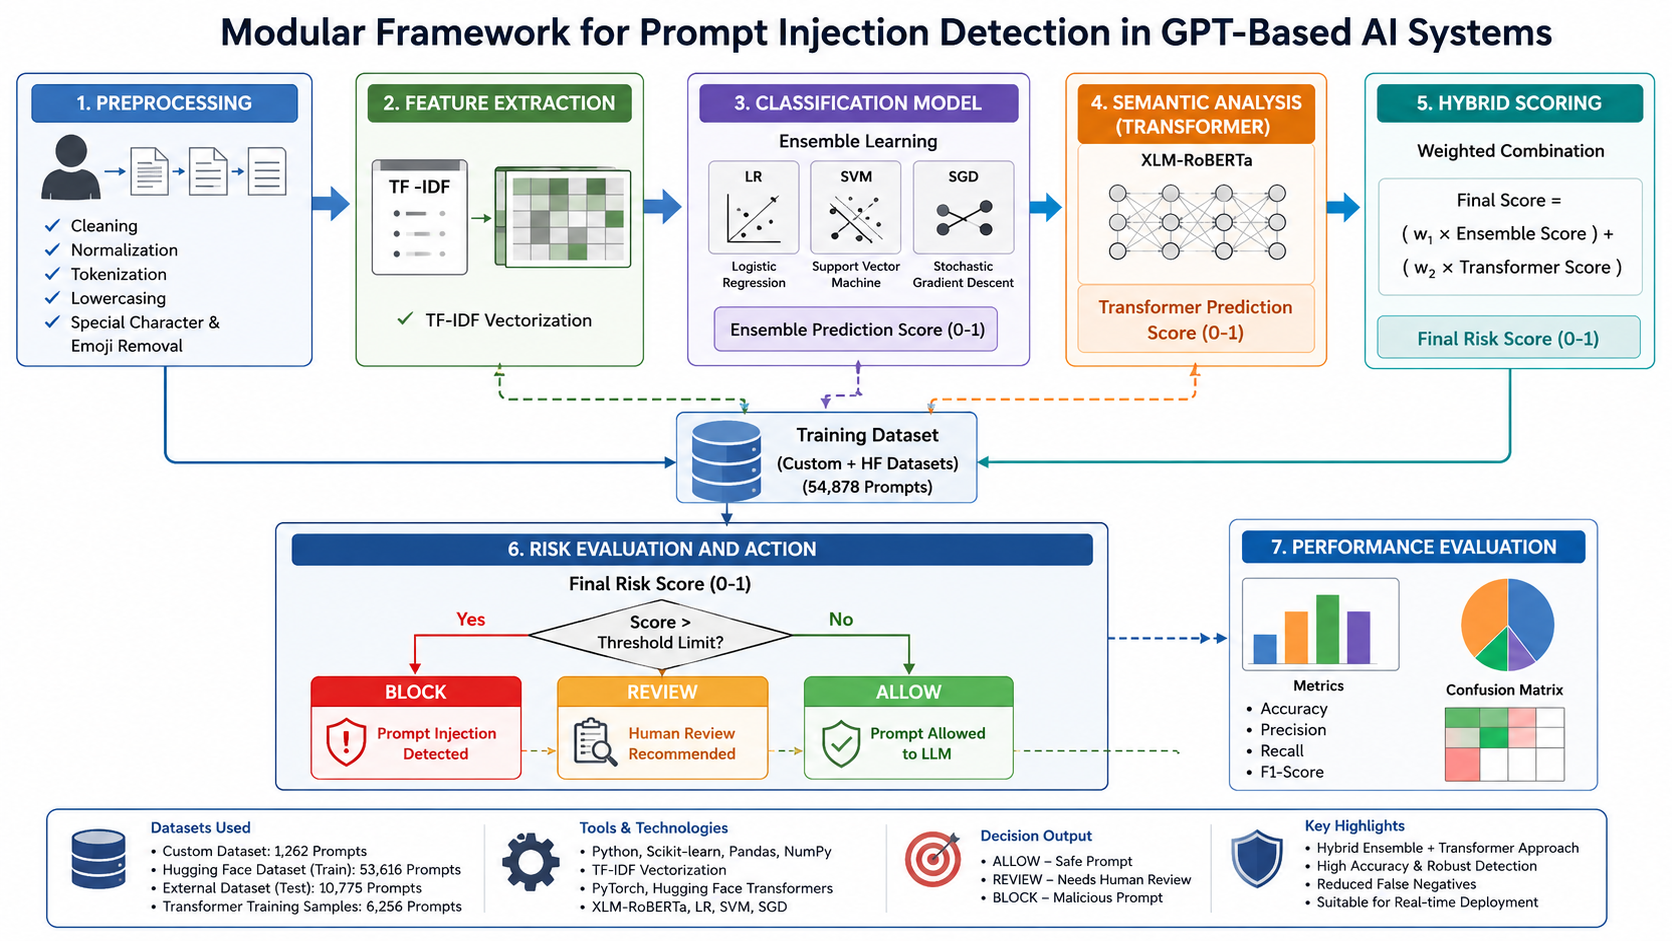 Modular Framework for Prompt Injection Detection in GPT-Based AI Systems
1. PREPROCESSING
✓ Cleaning
✓ Normalization
✓ Tokenization
✓ Lowercasing
✓ Special Character &
Emoji Removal
2. FEATURE EXTRACTION
TF -IDF
✓ TF-IDF Vectorization
3. CLASSIFICATION MODEL
Ensemble Learning
LR
SVM
SGD
Logistic
Regression
Support Vector
Machine
Stochastic
Gradient Descent
Ensemble Prediction Score (0-1)
4. SEMANTIC ANALYSIS
(TRANSFORMER)
XLM-RoBERTa
Transformer Prediction
Score (0-1)
5. HYBRID SCORING
Weighted Combination
Final Score =
( w₁ × Ensemble Score ) +
( w₂ × Transformer Score )
Final Risk Score (0-1)
Training Dataset
(Custom + HF Datasets)
(54,878 Prompts)
6. RISK EVALUATION AND ACTION
Final Risk Score (0-1)
Yes
Score >
Threshold Limit?
No
BLOCK
Prompt Injection
Detected
REVIEW
Human Review
Recommended
ALLOW
Prompt Allowed
to LLM
7. PERFORMANCE EVALUATION
Metrics
• Accuracy
• Precision
• Recall
• F1-Score
Confusion Matrix
Datasets Used
• Custom Dataset: 1,262 Prompts
• Hugging Face Dataset (Train): 53,616 Prompts
• External Dataset (Test): 10,775 Prompts
• Transformer Training Samples: 6,256 Prompts
Tools & Technologies
• Python, Scikit-learn, Pandas, NumPy
• TF-IDF Vectorization
• PyTorch, Hugging Face Transformers
• XLM-RoBERTa, LR, SVM, SGD
Decision Output
• ALLOW – Safe Prompt
• REVIEW – Needs Human Review
• BLOCK – Malicious Prompt
Key Highlights
• Hybrid Ensemble + Transformer Approach
• High Accuracy & Robust Detection
• Reduced False Negatives
• Suitable for Real-time Deployment